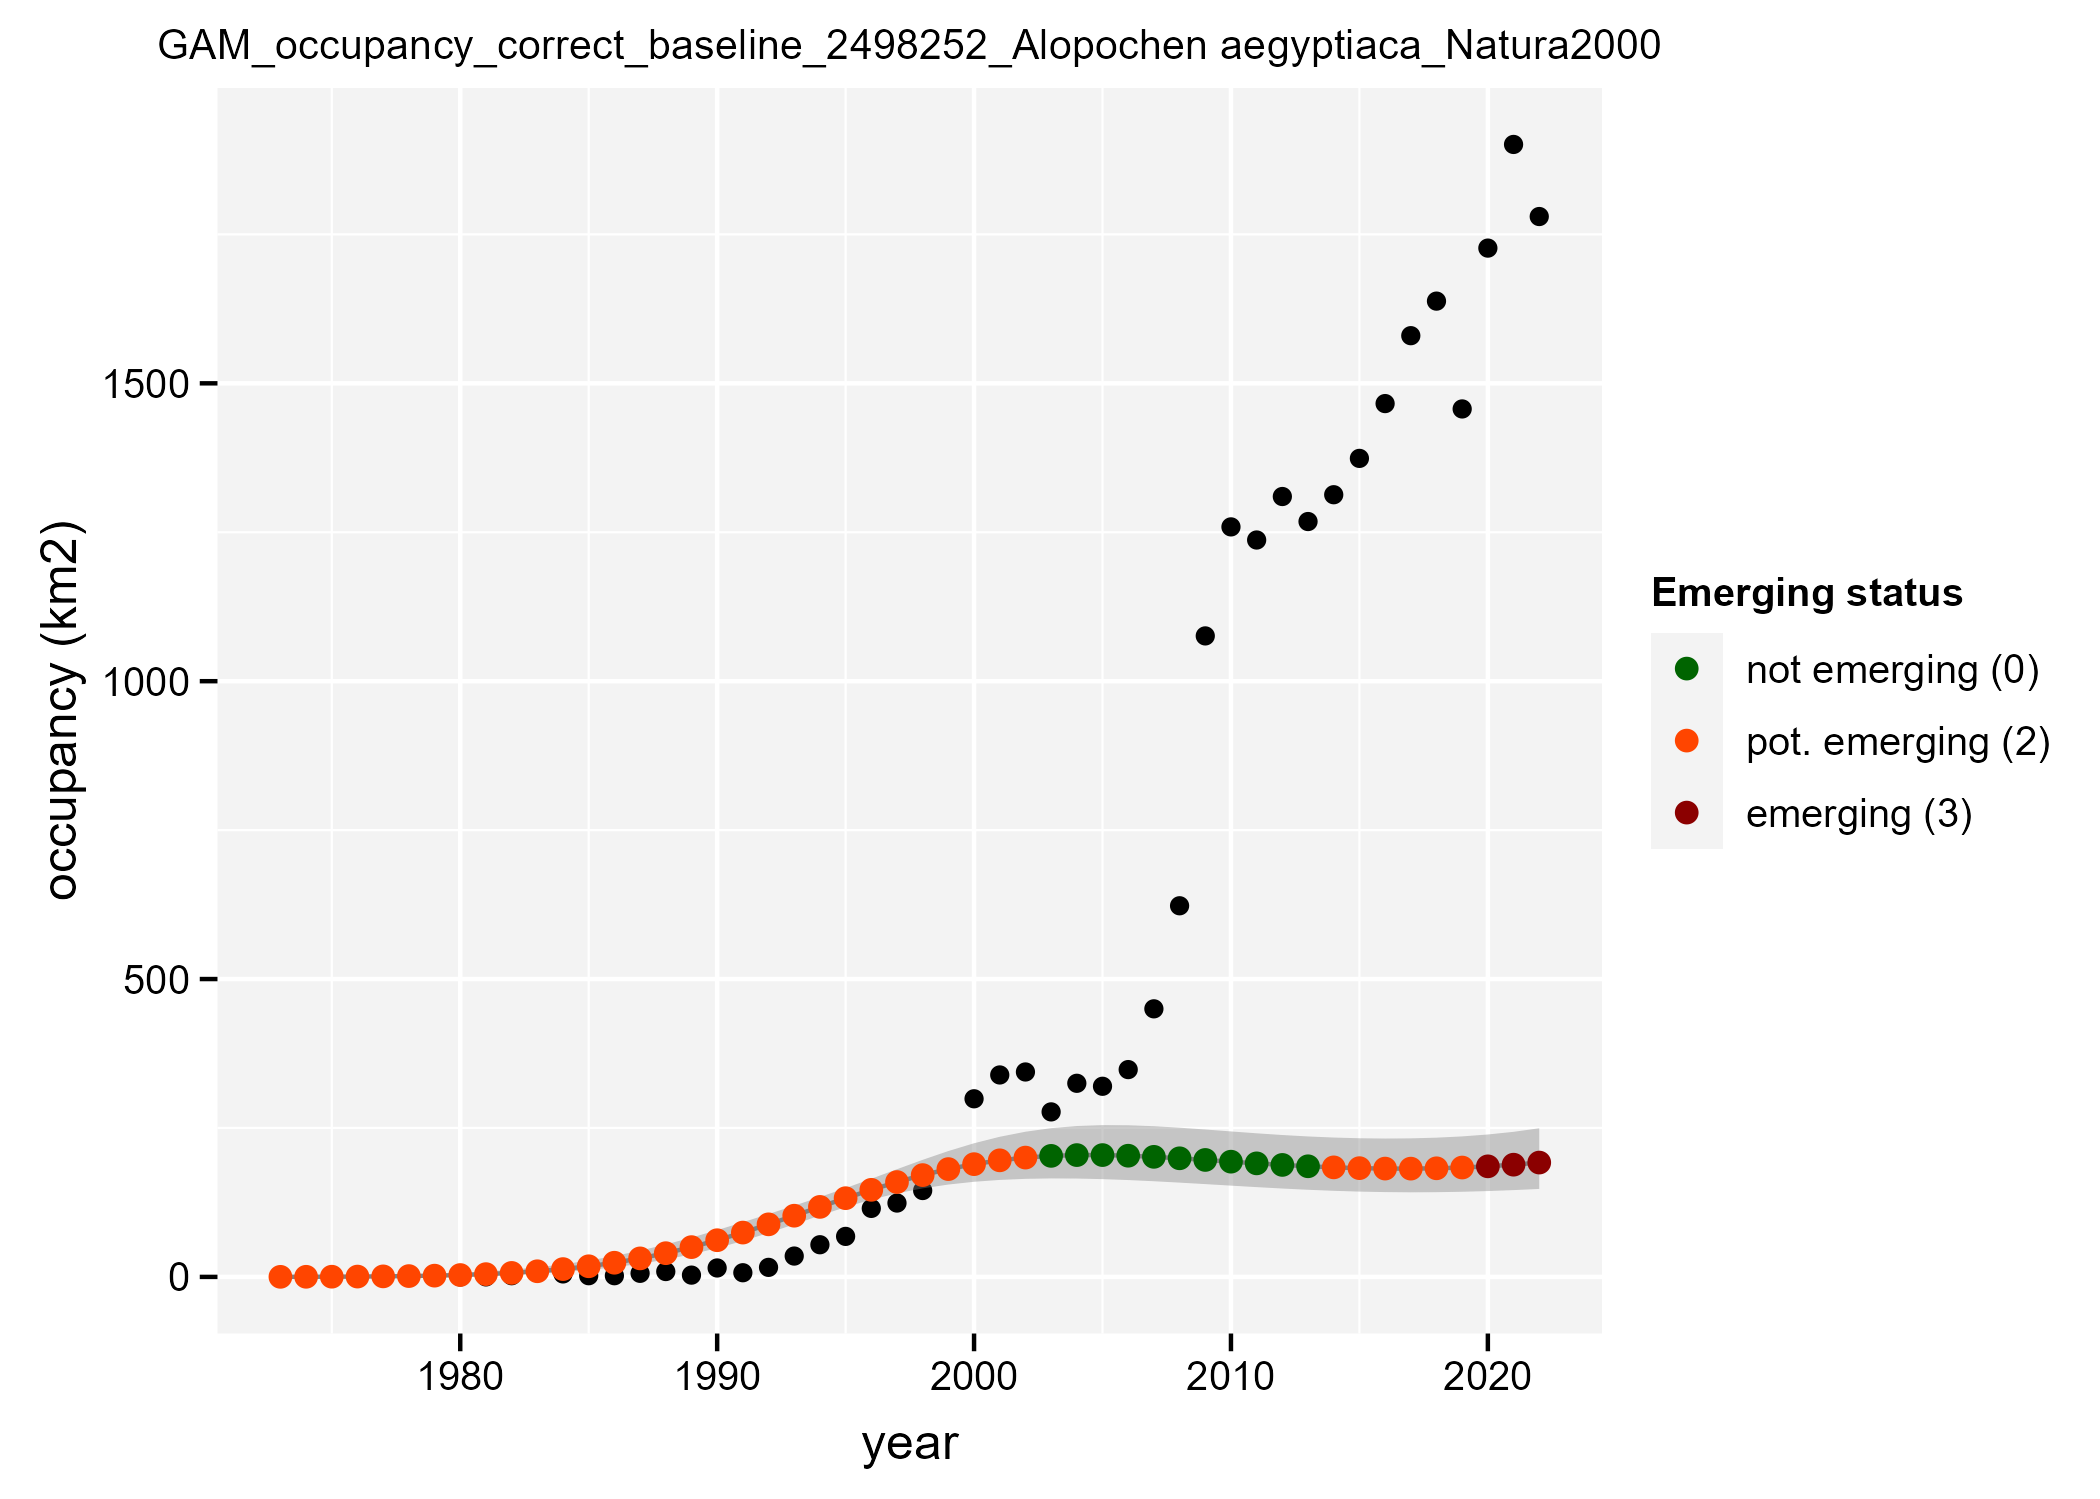 GAM_occupancy_correct_baseline_2498252_Alopochen aegyptiaca_Natura2000
occupancy (km2)
1500
1000
500
0
1980 1990 2000 2010 2020
year
Emerging status
not emerging (0)
pot. emerging (2)
emerging (3)